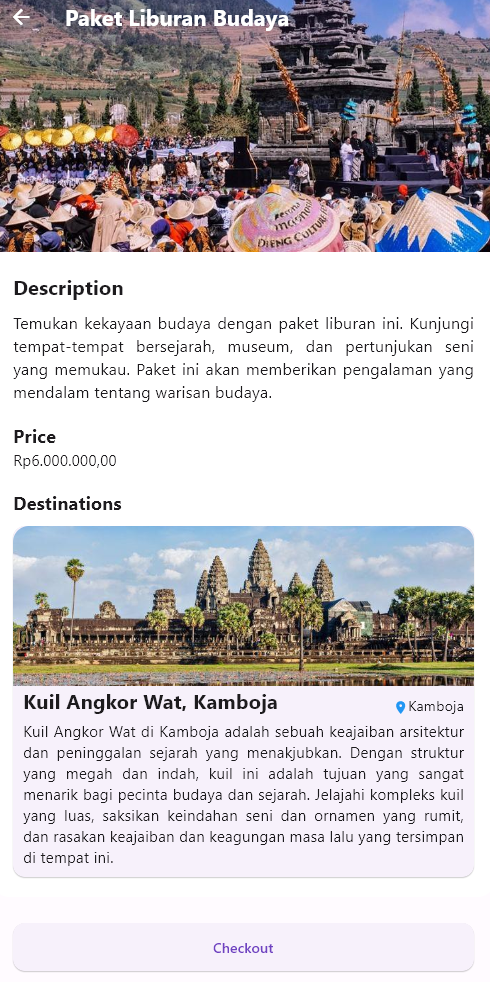 Paket Liburan Budaya
DIENG CULTU
Description
Temukan kekayaan budaya dengan paket liburan ini. Kunjungi
tempat-tempat bersejarah, museum, dan pertunjukan seni
yang memukau. Paket ini akan memberikan pengalaman yang
mendalam tentang warisan budaya.
Price
Rp6.000.000,00
Destinations
Kuil Angkor Wat, Kamboja
Kamboja
Kuil Angkor Wat di Kamboja adalah sebuah keajaiban arsitektur
dan peninggalan sejarah yang menakjubkan. Dengan struktur
yang megah dan indah, kuil ini adalah tujuan yang sangat
menarik bagi pecinta budaya dan sejarah. Jelajahi kompleks kuil
yang luas, saksikan keindahan seni dan ornamen yang rumit,
dan rasakan keajaiban dan keagungan masa lalu yang tersimpan
di tempat ini.
Checkout